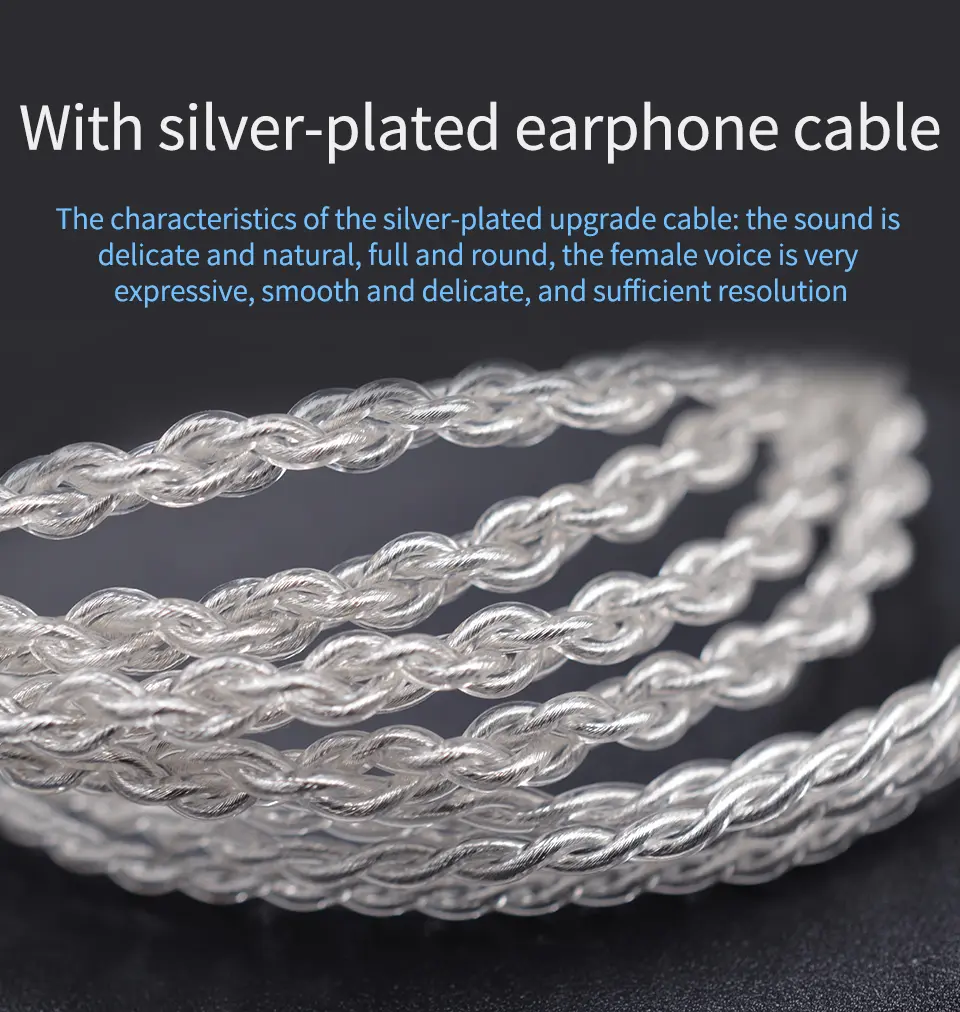 With silver-plated earphone cable
The characteristics of the silver-plated upgrade cable: the sound is
delicate and natural, full and round, the female voice is very
expressive, smooth and delicate, and sufficient resolution